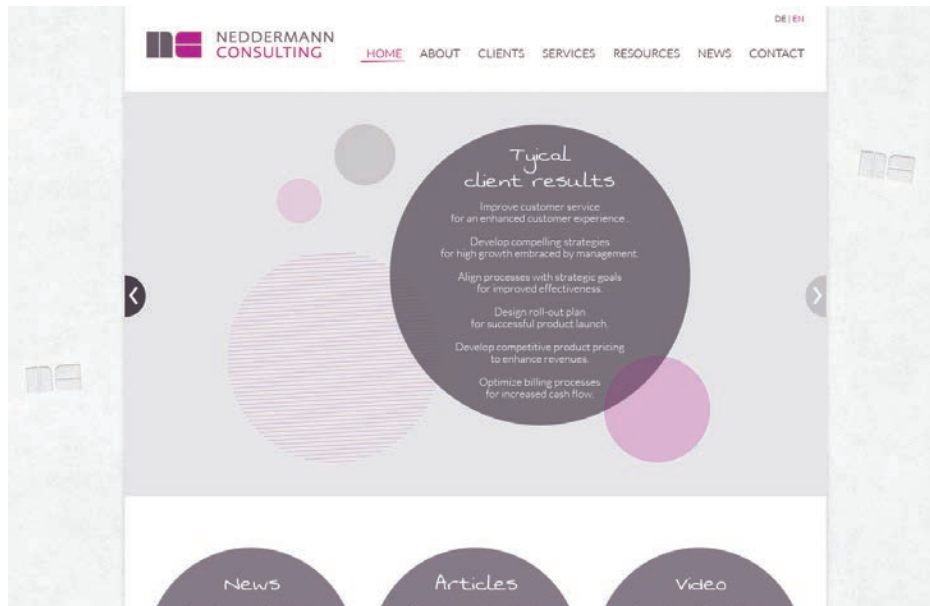 DE | EN
NEDDERMANN
CONSULTING
HOME ABOUT CLIENTS SERVICES RESOURCES NEWS CONTACT
Tyical
client results
Improve customer service
for an enhanced customer experience.
Develop compelling strategies
for high growth embraced by management.
Align processes with strategic goals
for improved effectiveness.
Design roll-out plan
for successful product launch.
Develop competitive product pricing
to enhance revenues.
Optimize billing processes
for increased cash flow.
News Articles Video